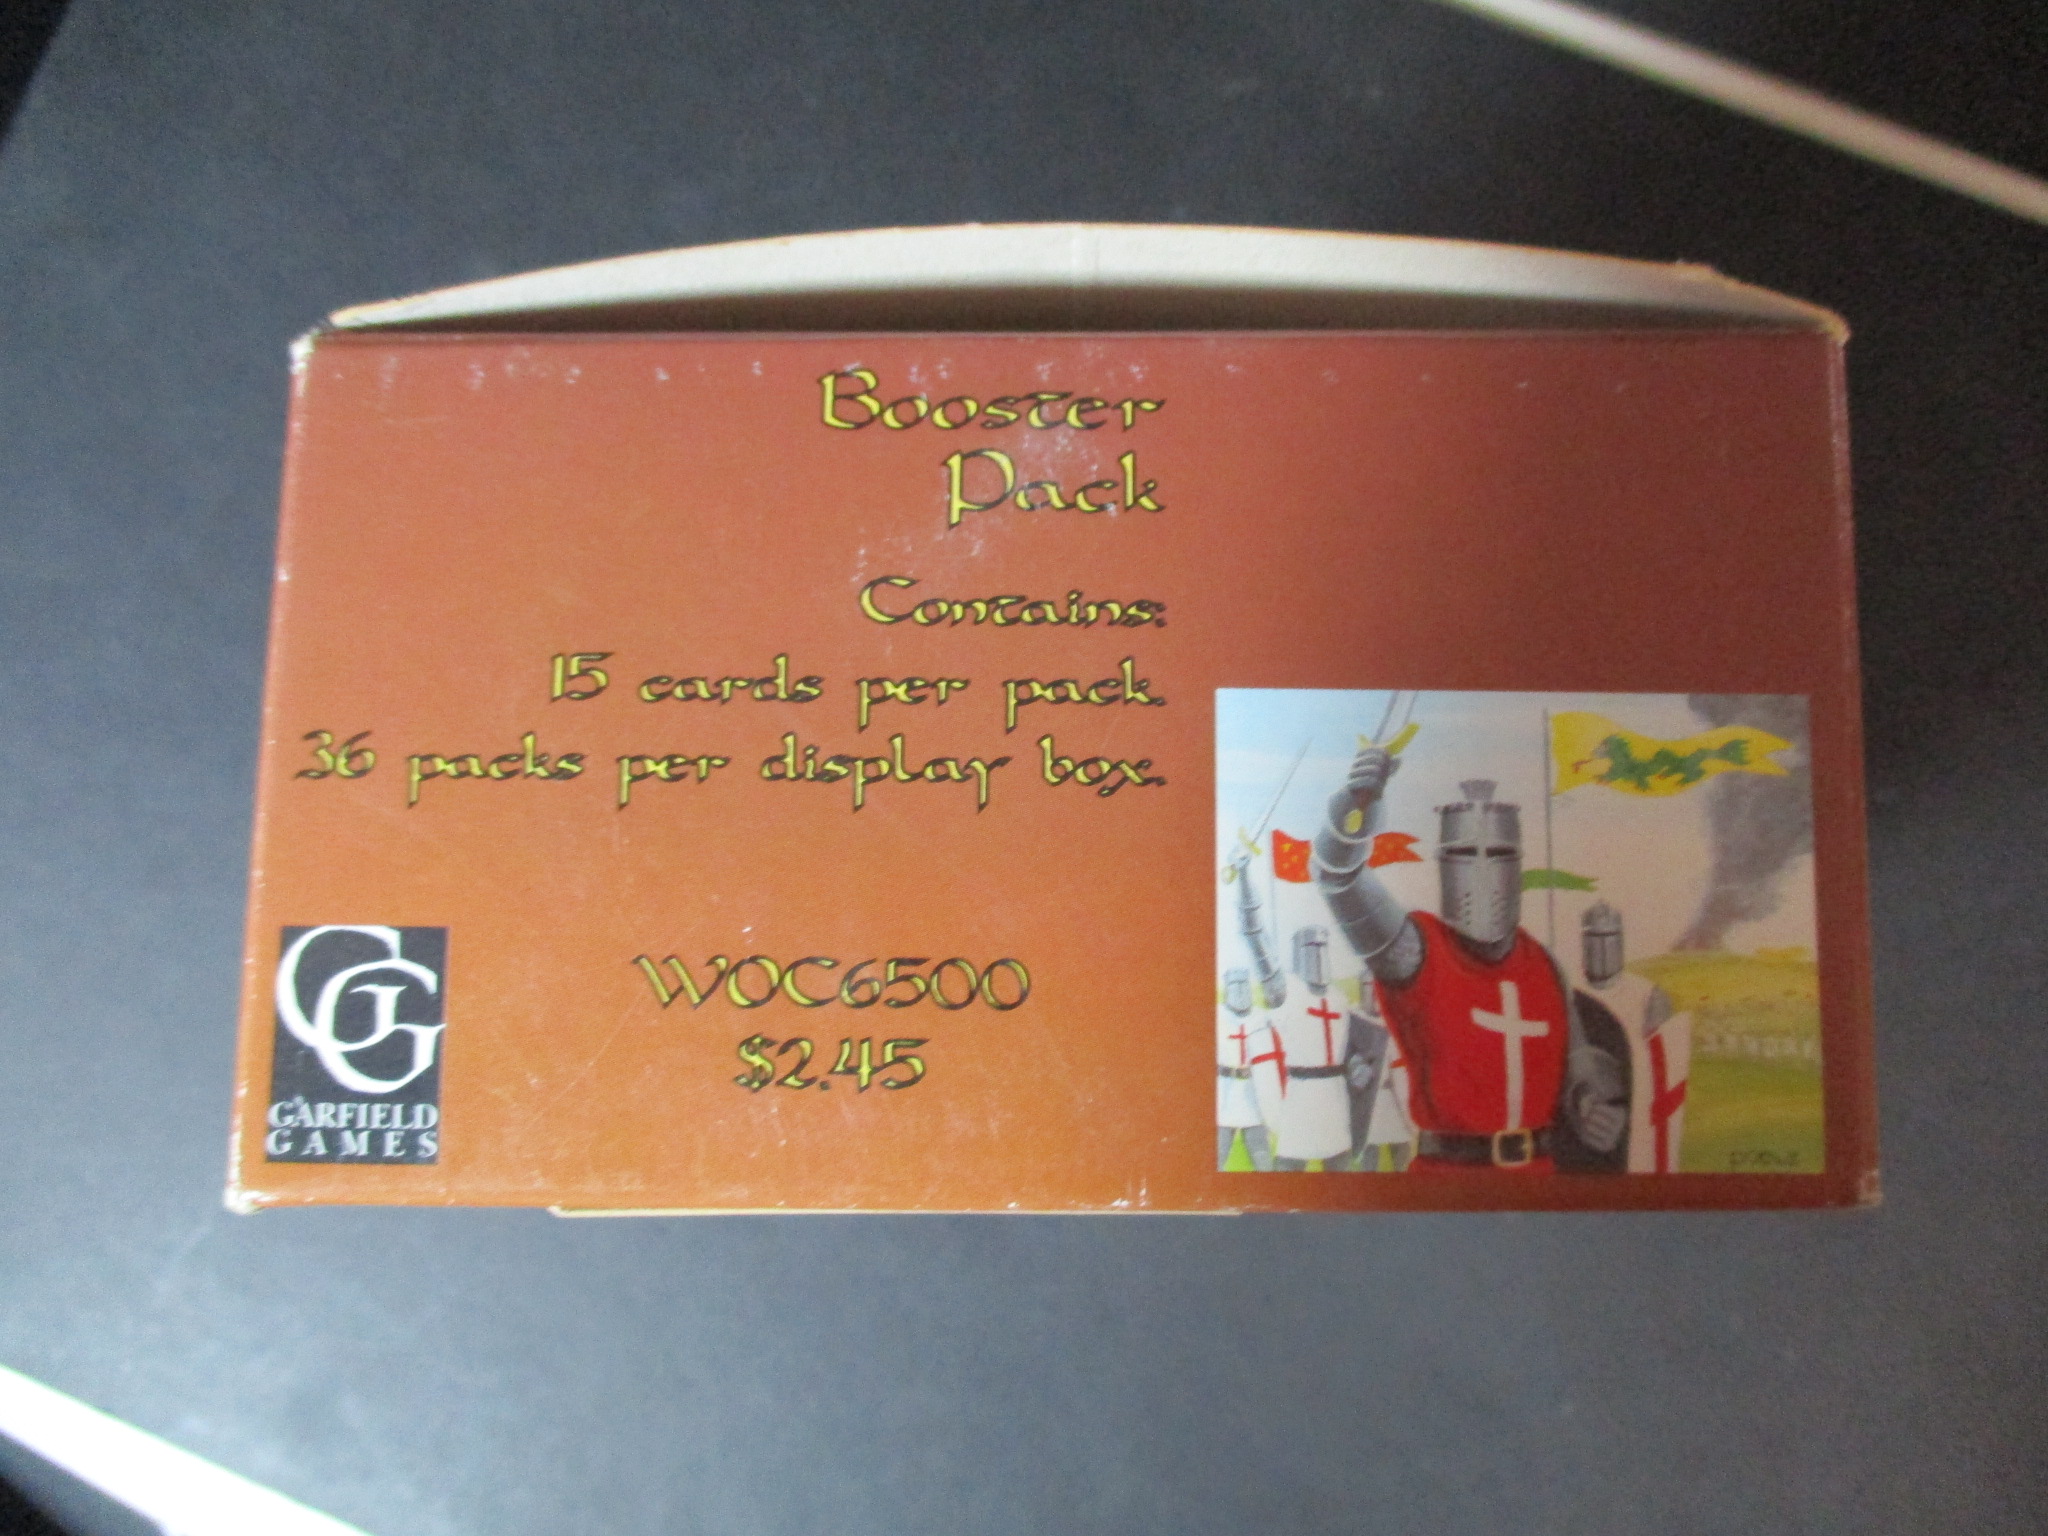 Booster
Pack
Contains:
15 cards per pack.
36 packs per display box.
WOC6500
$2.45
GG
GARFIELD
GAMES